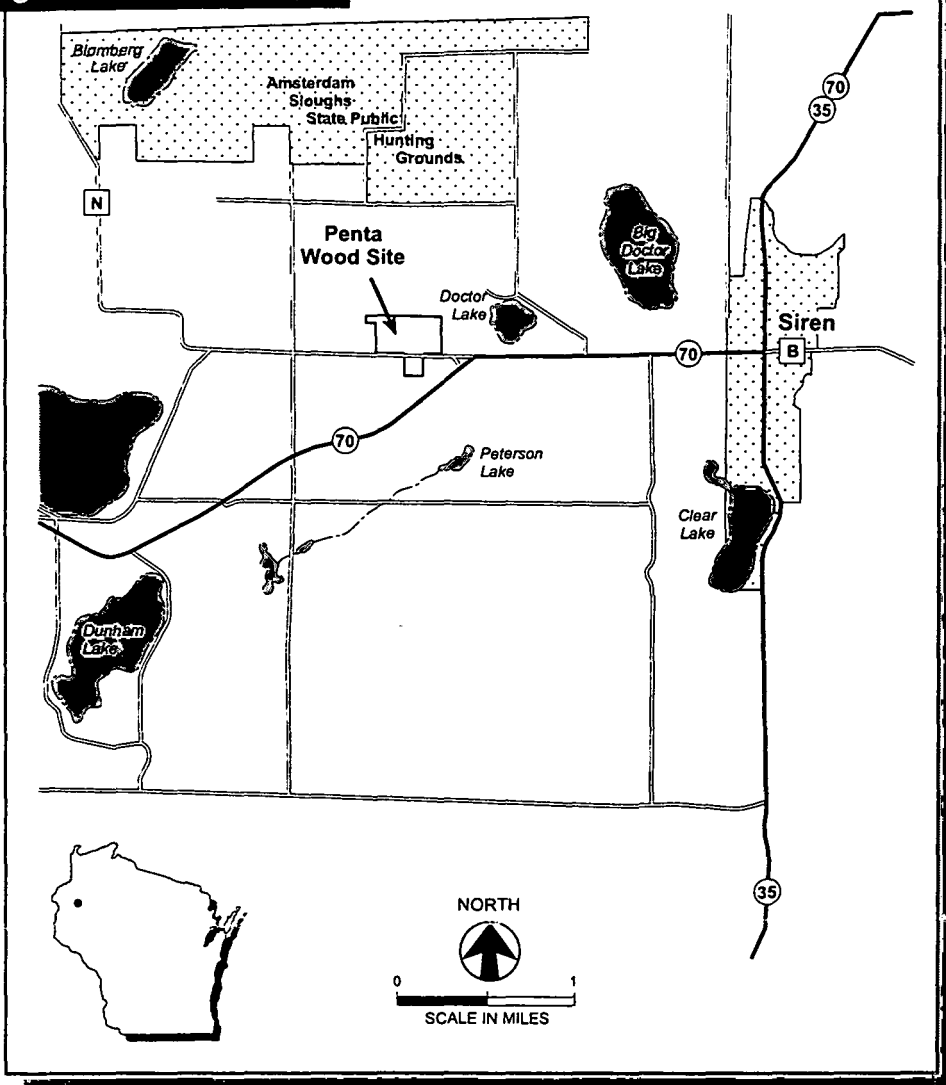 Blomberg
Lake
Amsterdam
Sloughs
State Public
Hunting
Grounds
70
35
N
Penta
Wood Site
Big
Doctor
Lake
Doctor
Lake
Siren
B
70
70
Peterson
Lake
Clear
Lake
Dunham
Lake
35
NORTH
0 1
SCALE IN MILES